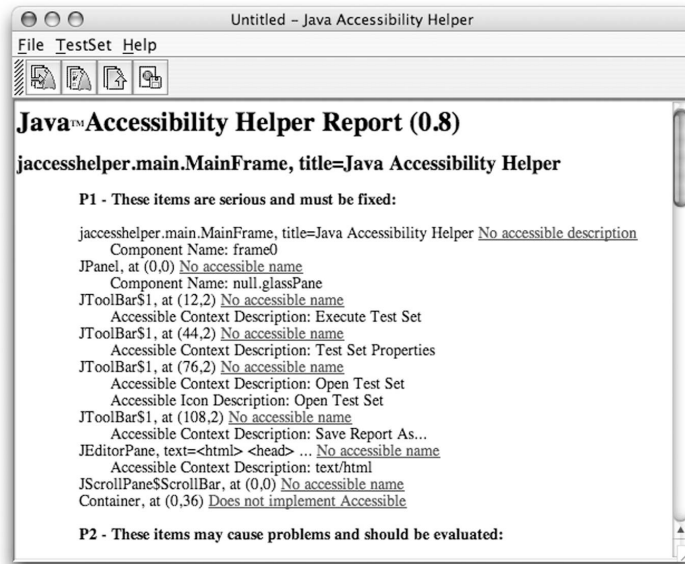 Untitled – Java Accessibility Helper
File TestSet Help
Java™Accessibility Helper Report (0.8)
jaccesshelper.main.MainFrame, title=Java Accessibility Helper
P1 - These items are serious and must be fixed:
jaccesshelper.main.MainFrame, title=Java Accessibility Helper No accessible description
Component Name: frame0
JPanel, at (0,0) No accessible name
Component Name: null.glassPane
JToolBar$1, at (12,2) No accessible name
Accessible Context Description: Execute Test Set
JToolBar$1, at (44,2) No accessible name
Accessible Context Description: Test Set Properties
JToolBar$1, at (76,2) No accessible name
Accessible Context Description: Open Test Set
Accessible Icon Description: Open Test Set
JToolBar$1, at (108,2) No accessible name
Accessible Context Description: Save Report As...
JEditorPane, text=<html> <head> ... No accessible name
Accessible Context Description: text/html
JScrollPane$ScrollBar, at (0,0) No accessible name
Container, at (0,36) Does not implement Accessible
P2 - These items may cause problems and should be evaluated: